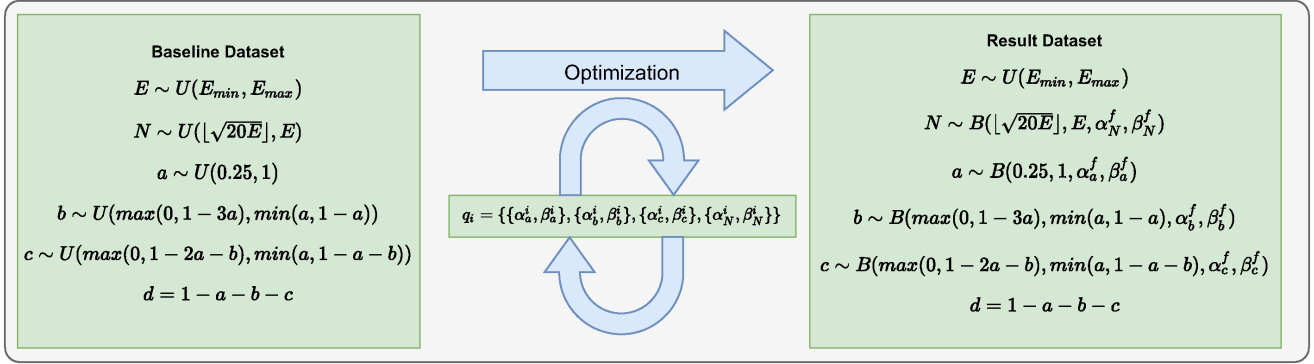 Baseline Dataset
E ∼ U(E_min, E_max)
N ∼ U(⌊√20E⌋, E)
a ∼ U(0.25, 1)
b ∼ U(max(0, 1 − 3a), min(a, 1 − a))
c ∼ U(max(0, 1 − 2a − b), min(a, 1 − a − b))
d = 1 − a − b − c
Optimization
q_i = {{α_a^i, β_a^i}, {α_b^i, β_b^i}, {α_c^i, β_c^i}, {α_N^i, β_N^i}}
Result Dataset
E ∼ U(E_min, E_max)
N ∼ B(⌊√20E⌋, E, α_N^f, β_N^f)
a ∼ B(0.25, 1, α_a^f, β_a^f)
b ∼ B(max(0, 1 − 3a), min(a, 1 − a), α_b^f, β_b^f)
c ∼ B(max(0, 1 − 2a − b), min(a, 1 − a − b), α_c^f, β_c^f)
d = 1 − a − b − c